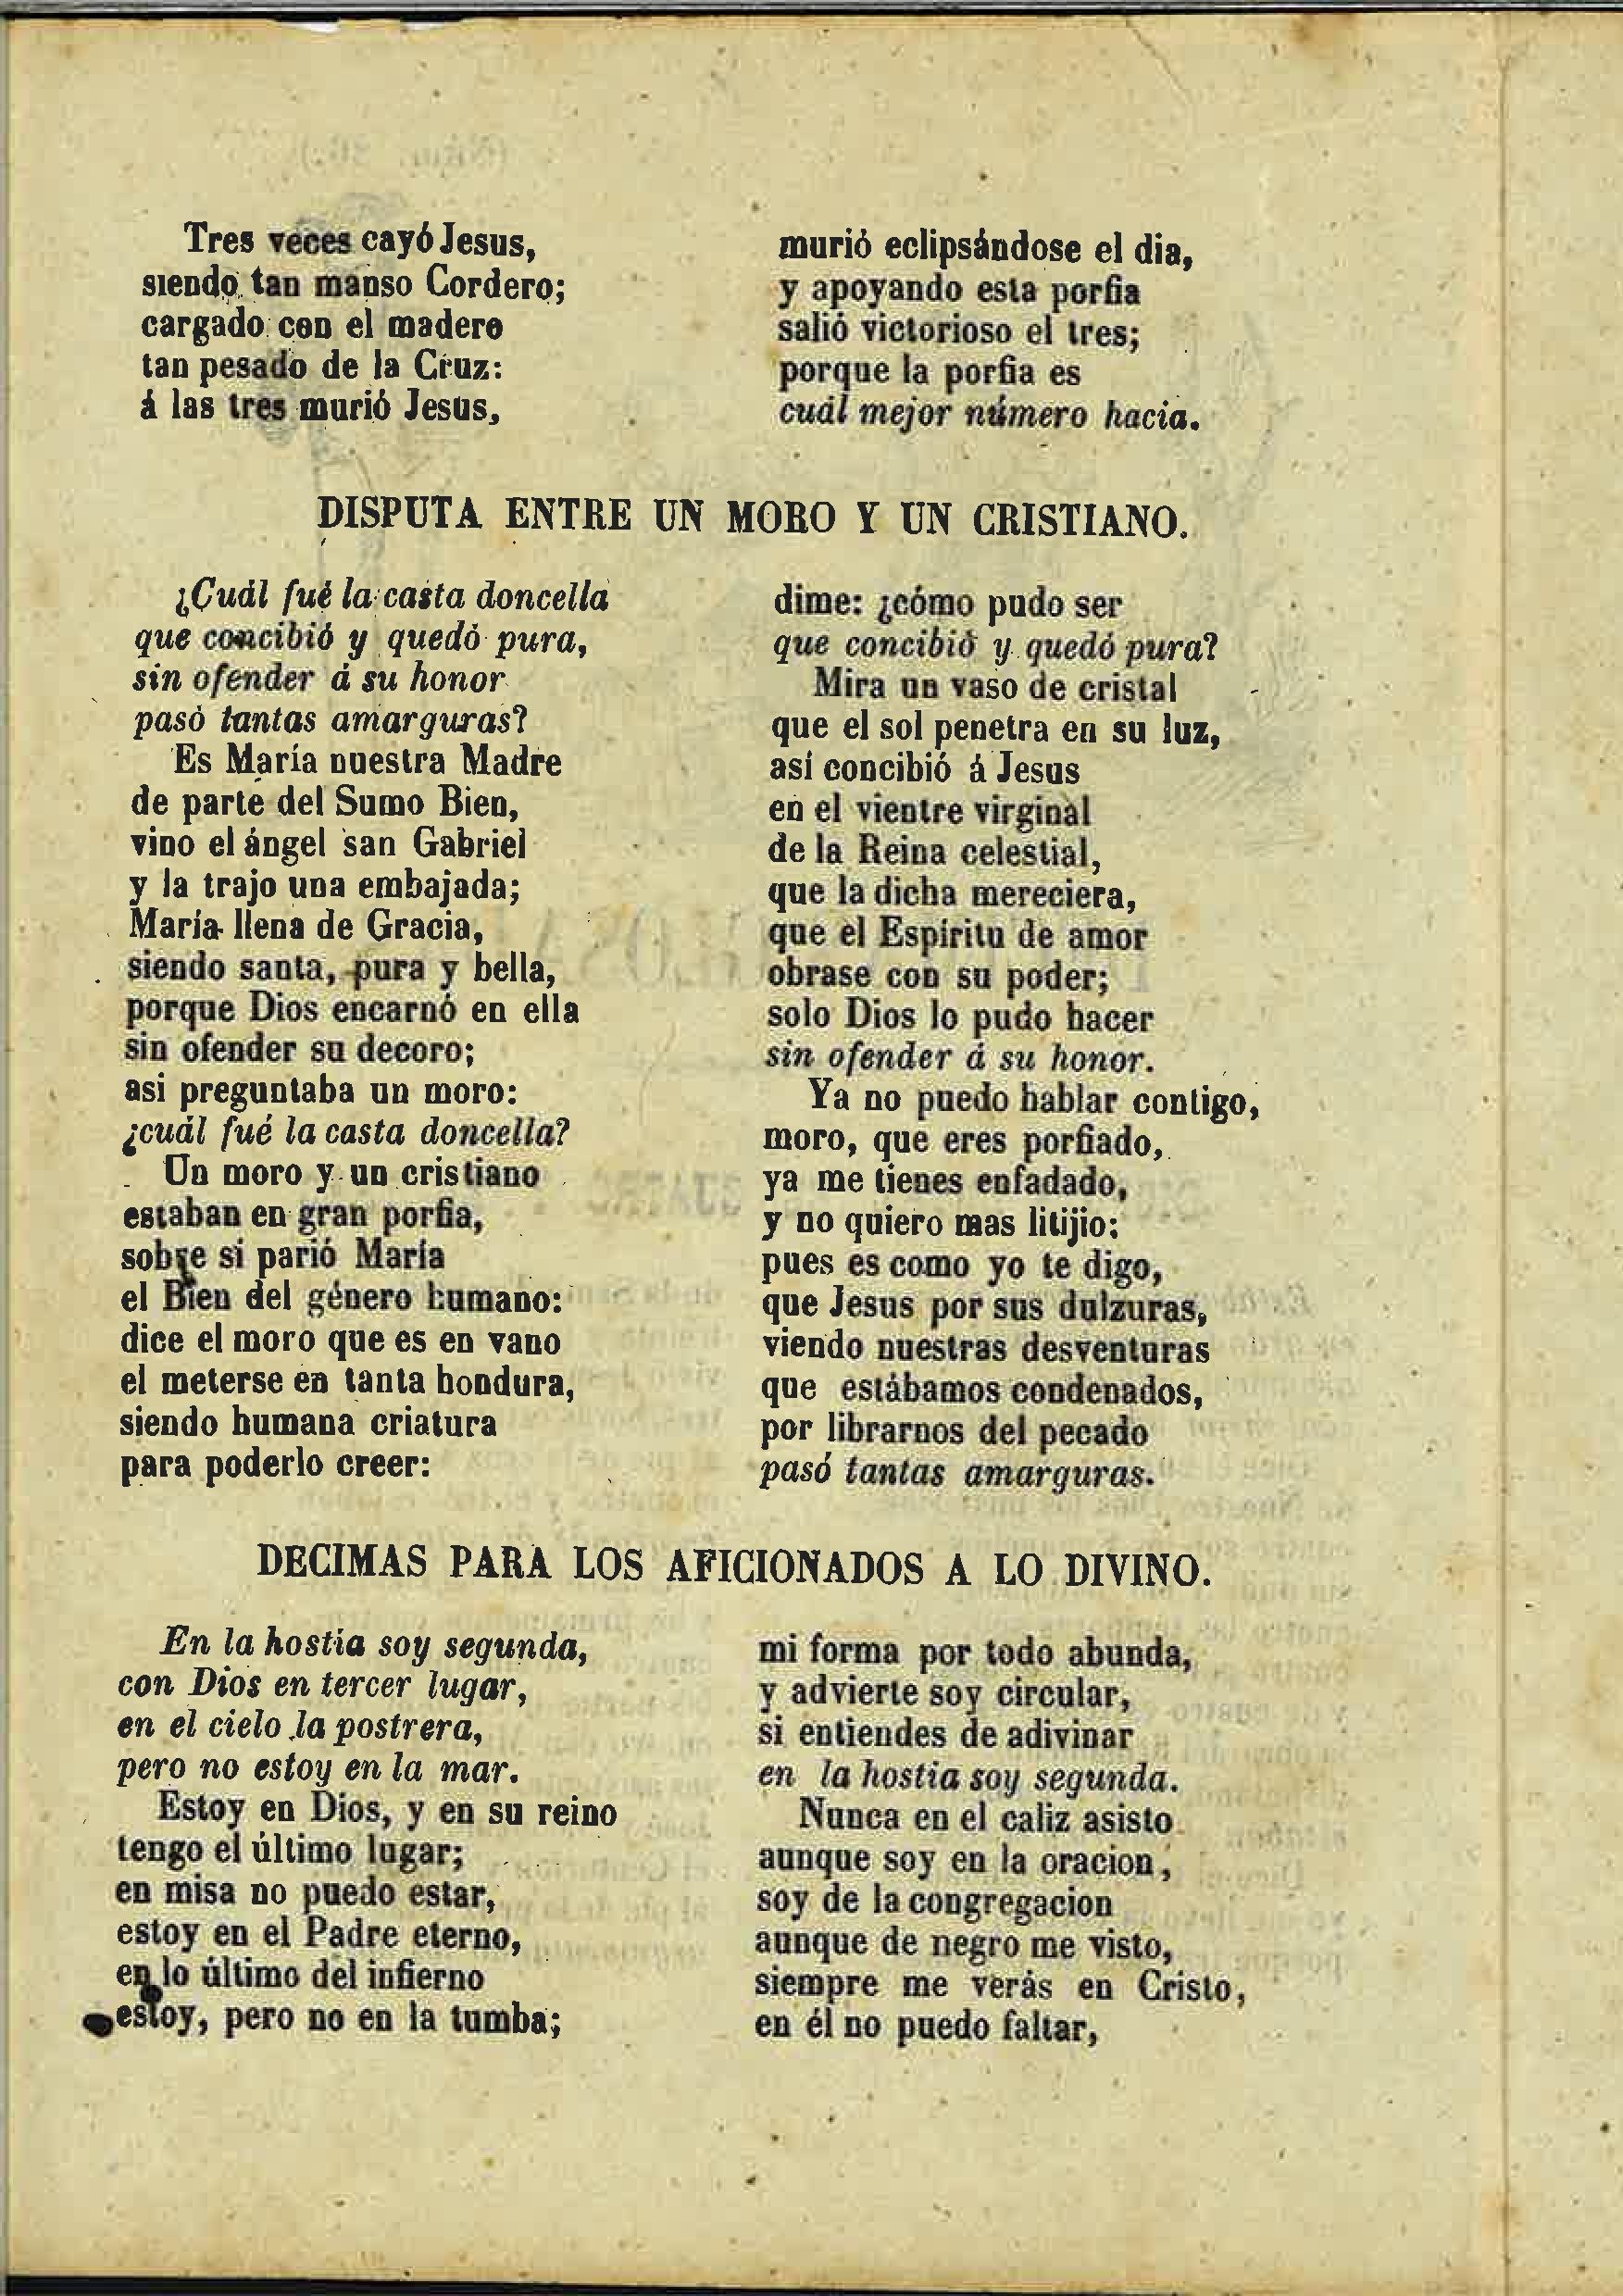 Tres veces cayó Jesus,
siendo tan manso Cordero;
cargado con el madero
tan pesado de la Cruz:
á las tres murió Jesus,
murió eclipsándose el dia,
y apoyando esta porfia
salió victorioso el tres;
porque la porfia es
cuál mejor número hacia.
DISPUTA ENTRE UN MORO Y UN CRISTIANO.
¿Cuál fué la casta doncella
que concibió y quedó pura,
sin ofender á su honor
pasó tantas amarguras?
Es María nuestra Madre
de parte del Sumo Bien,
vino el ángel san Gabriel
y la trajo una embajada;
María llena de Gracia,
siendo santa, pura y bella,
porque Dios encarnó en ella
sin ofender su decoro;
asi preguntaba un moro:
¿cuál fué la casta doncella?
Un moro y un cristiano
estaban en gran porfia,
sobre si parió María
el Bien del género humano:
dice el moro que es en vano
el meterse en tanta hondura,
siendo humana criatura
para poderlo creer:
dime: ¿cómo pudo ser
que concibió y quedó pura?
Mira un vaso de cristal
que el sol penetra en su luz,
así concibió á Jesus
en el vientre virginal
de la Reina celestial,
que la dicha mereciera,
que el Espíritu de amor
obrase con su poder;
solo Dios lo pudo hacer
sin ofender á su honor.
Ya no puedo hablar contigo,
moro, que eres porfiado,
ya me tienes enfadado,
y no quiero mas litijio:
pues es como yo te digo,
que Jesus por sus dulzuras,
viendo nuestras desventuras
que estábamos condenados,
por librarnos del pecado
pasó tantas amarguras.
DECIMAS PARA LOS AFICIONADOS A LO DIVINO.
En la hostia soy segunda,
con Dios en tercer lugar,
en el cielo la postrera,
pero no estoy en la mar.
Estoy en Dios, y en su reino
tengo el último lugar;
en misa no puedo estar,
estoy en el Padre eterno,
en lo último del infierno
estoy, pero no en la tumba;
mi forma por todo abunda,
y advierte soy circular,
si entiendes de adivinar
en la hostia soy segunda.
Nunca en el caliz asisto
aunque soy en la oracion,
soy de la congregacion
aunque de negro me visto,
siempre me verás en Cristo,
en él no puedo faltar,